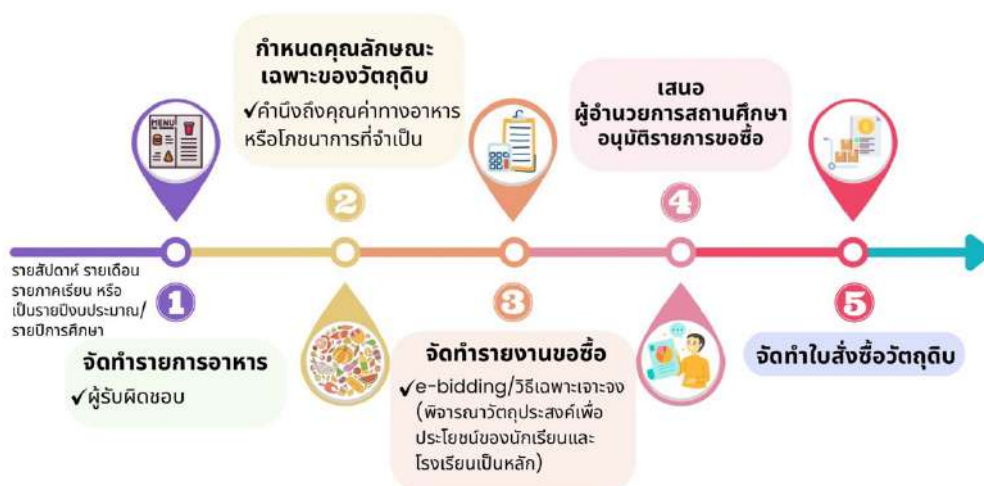 รายสัปดาห์ รายเดือน
รายภาคเรียน หรือ
เป็นรายปีงบประมาณ/
รายปีการศึกษา
MENU
1
จัดทำรายการอาหาร
✓ผู้รับผิดชอบ
กำหนดคุณลักษณะ
เฉพาะของวัตถุดิบ
✓คำนึงถึงคุณค่าทางอาหาร
หรือโภชนาการที่จำเป็น
2
3
จัดทำรายงานขอซื้อ
✓e-bidding/วิธีเฉพาะเจาะจง
(พิจารณาวัตถุประสงค์เพื่อ
ประโยชน์ของนักเรียนและ
โรงเรียนเป็นหลัก)
เสนอ
ผู้อำนวยการสถานศึกษา
อนุมัติรายการขอซื้อ
4
5
จัดทำใบสั่งซื้อวัตถุดิบ